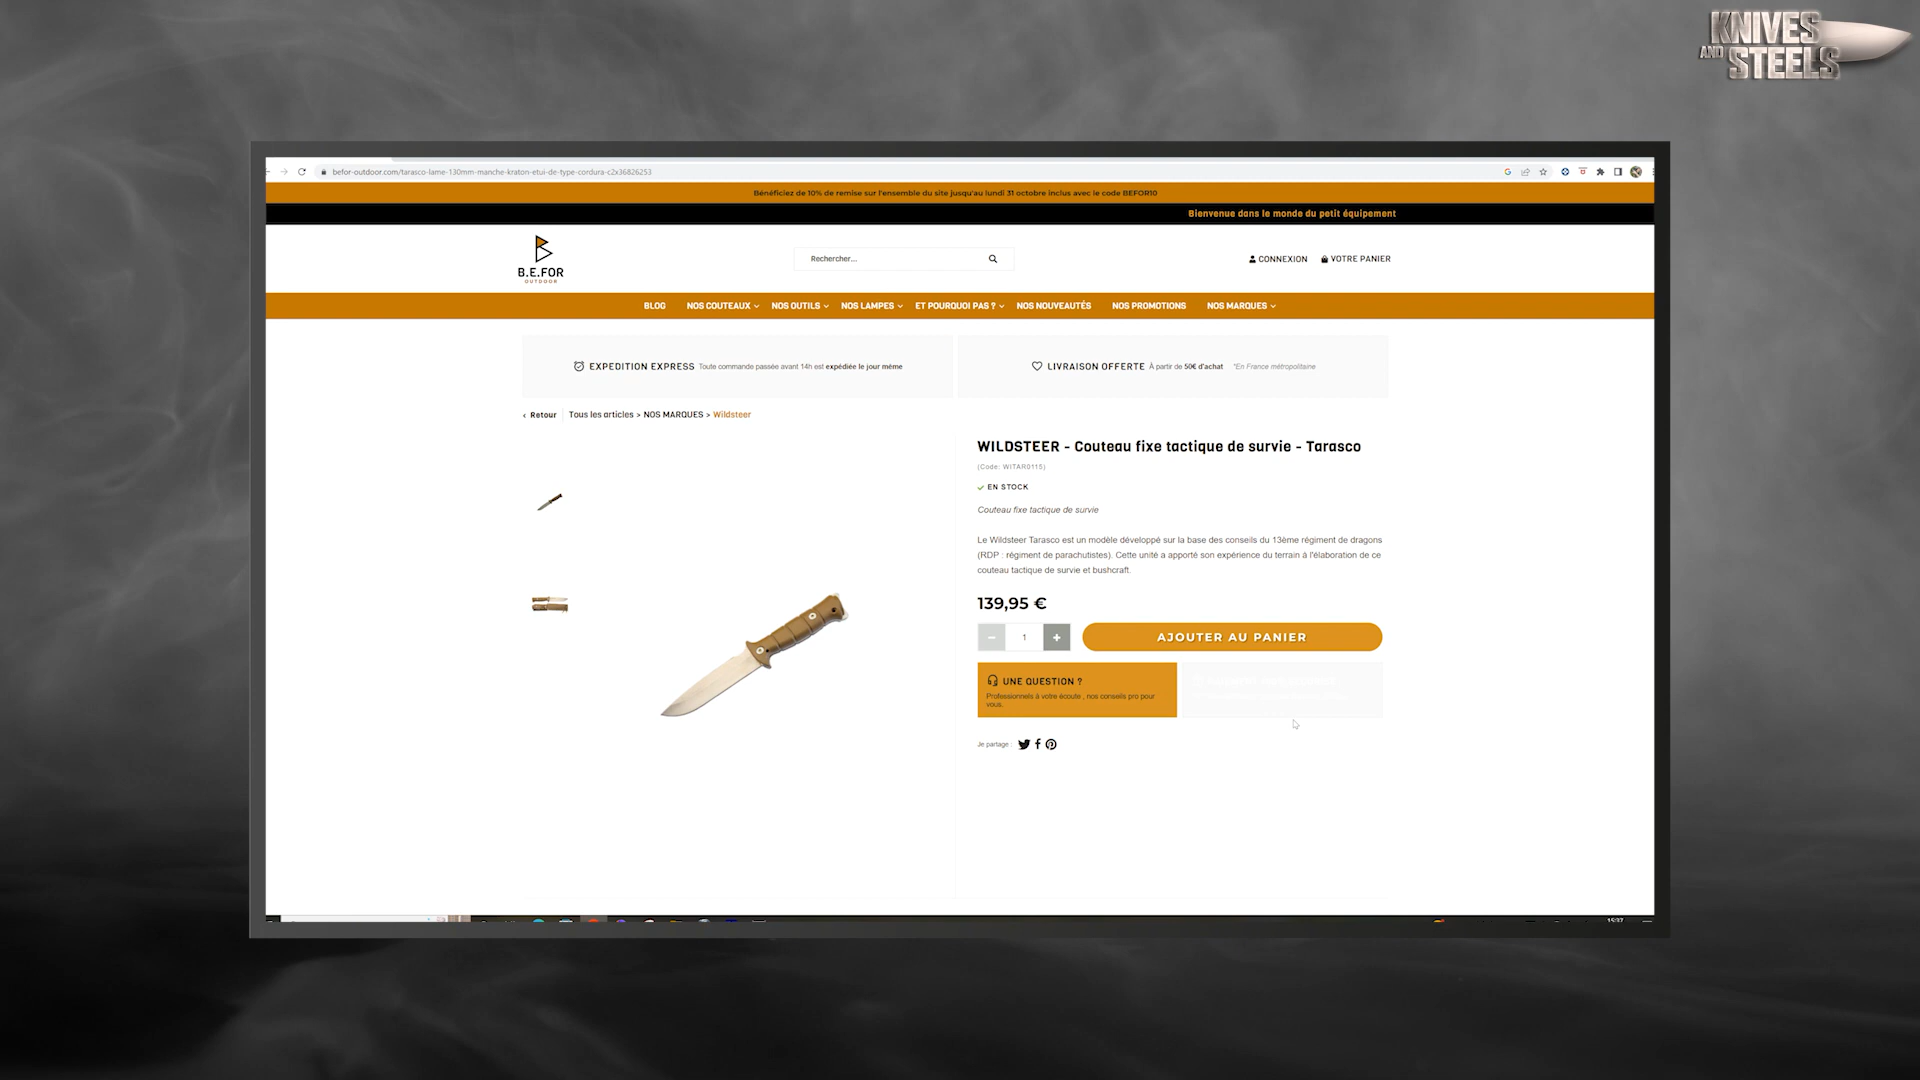 KNIVES
AND STEELS
befor-outdoor.com/tarasco-lame-130mm-manche-kraton-etui-de-type-cordura-c2x36826253
Bénéficiez de 10% de remise sur l'ensemble du site jusqu'au lundi 31 octobre inclus avec le code BEFOR10
Bienvenue dans le monde du petit équipement
B.E.FOR
OUTDOOR
Rechercher...
CONNEXION
VOTRE PANIER
BLOG NOS COUTEAUX NOS OUTILS NOS LAMPES ET POURQUOI PAS ? NOS NOUVEAUTÉS NOS PROMOTIONS NOS MARQUES
EXPEDITION EXPRESS Toute commande passée avant 14h est expédiée le jour même
LIVRAISON OFFERTE À partir de 50€ d'achat *En France métropolitaine
‹ Retour Tous les articles > NOS MARQUES > Wildsteer
WILDSTEER - Couteau fixe tactique de survie - Tarasco
(Code: WITAR0115)
EN STOCK
Couteau fixe tactique de survie
Le Wildsteer Tarasco est un modèle développé sur la base des conseils du 13ème régiment de dragons
(RDP : régiment de parachutistes). Cette unité a apporté son expérience du terrain à l'élaboration de ce
couteau tactique de survie et bushcraft.
139,95 €
- 1 +
AJOUTER AU PANIER
UNE QUESTION ?
Professionnels à votre écoute , nos conseils pro pour
vous.
Je partage :
15:37